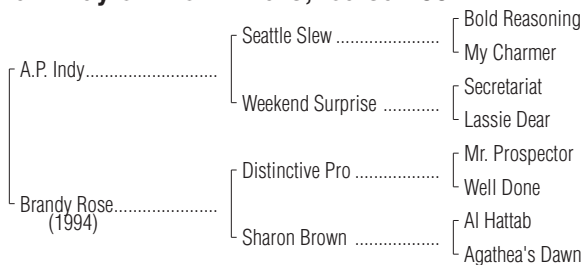 Seattle Slew ....................
Bold Reasoning
My Charmer
A.P. Indy..........................
Weekend Surprise ............
Secretariat
Lassie Dear
Distinctive Pro .................
Mr. Prospector
Well Done
Brandy Rose.....................
(1994)
Sharon Brown .................
Al Hattab
Agathea's Dawn